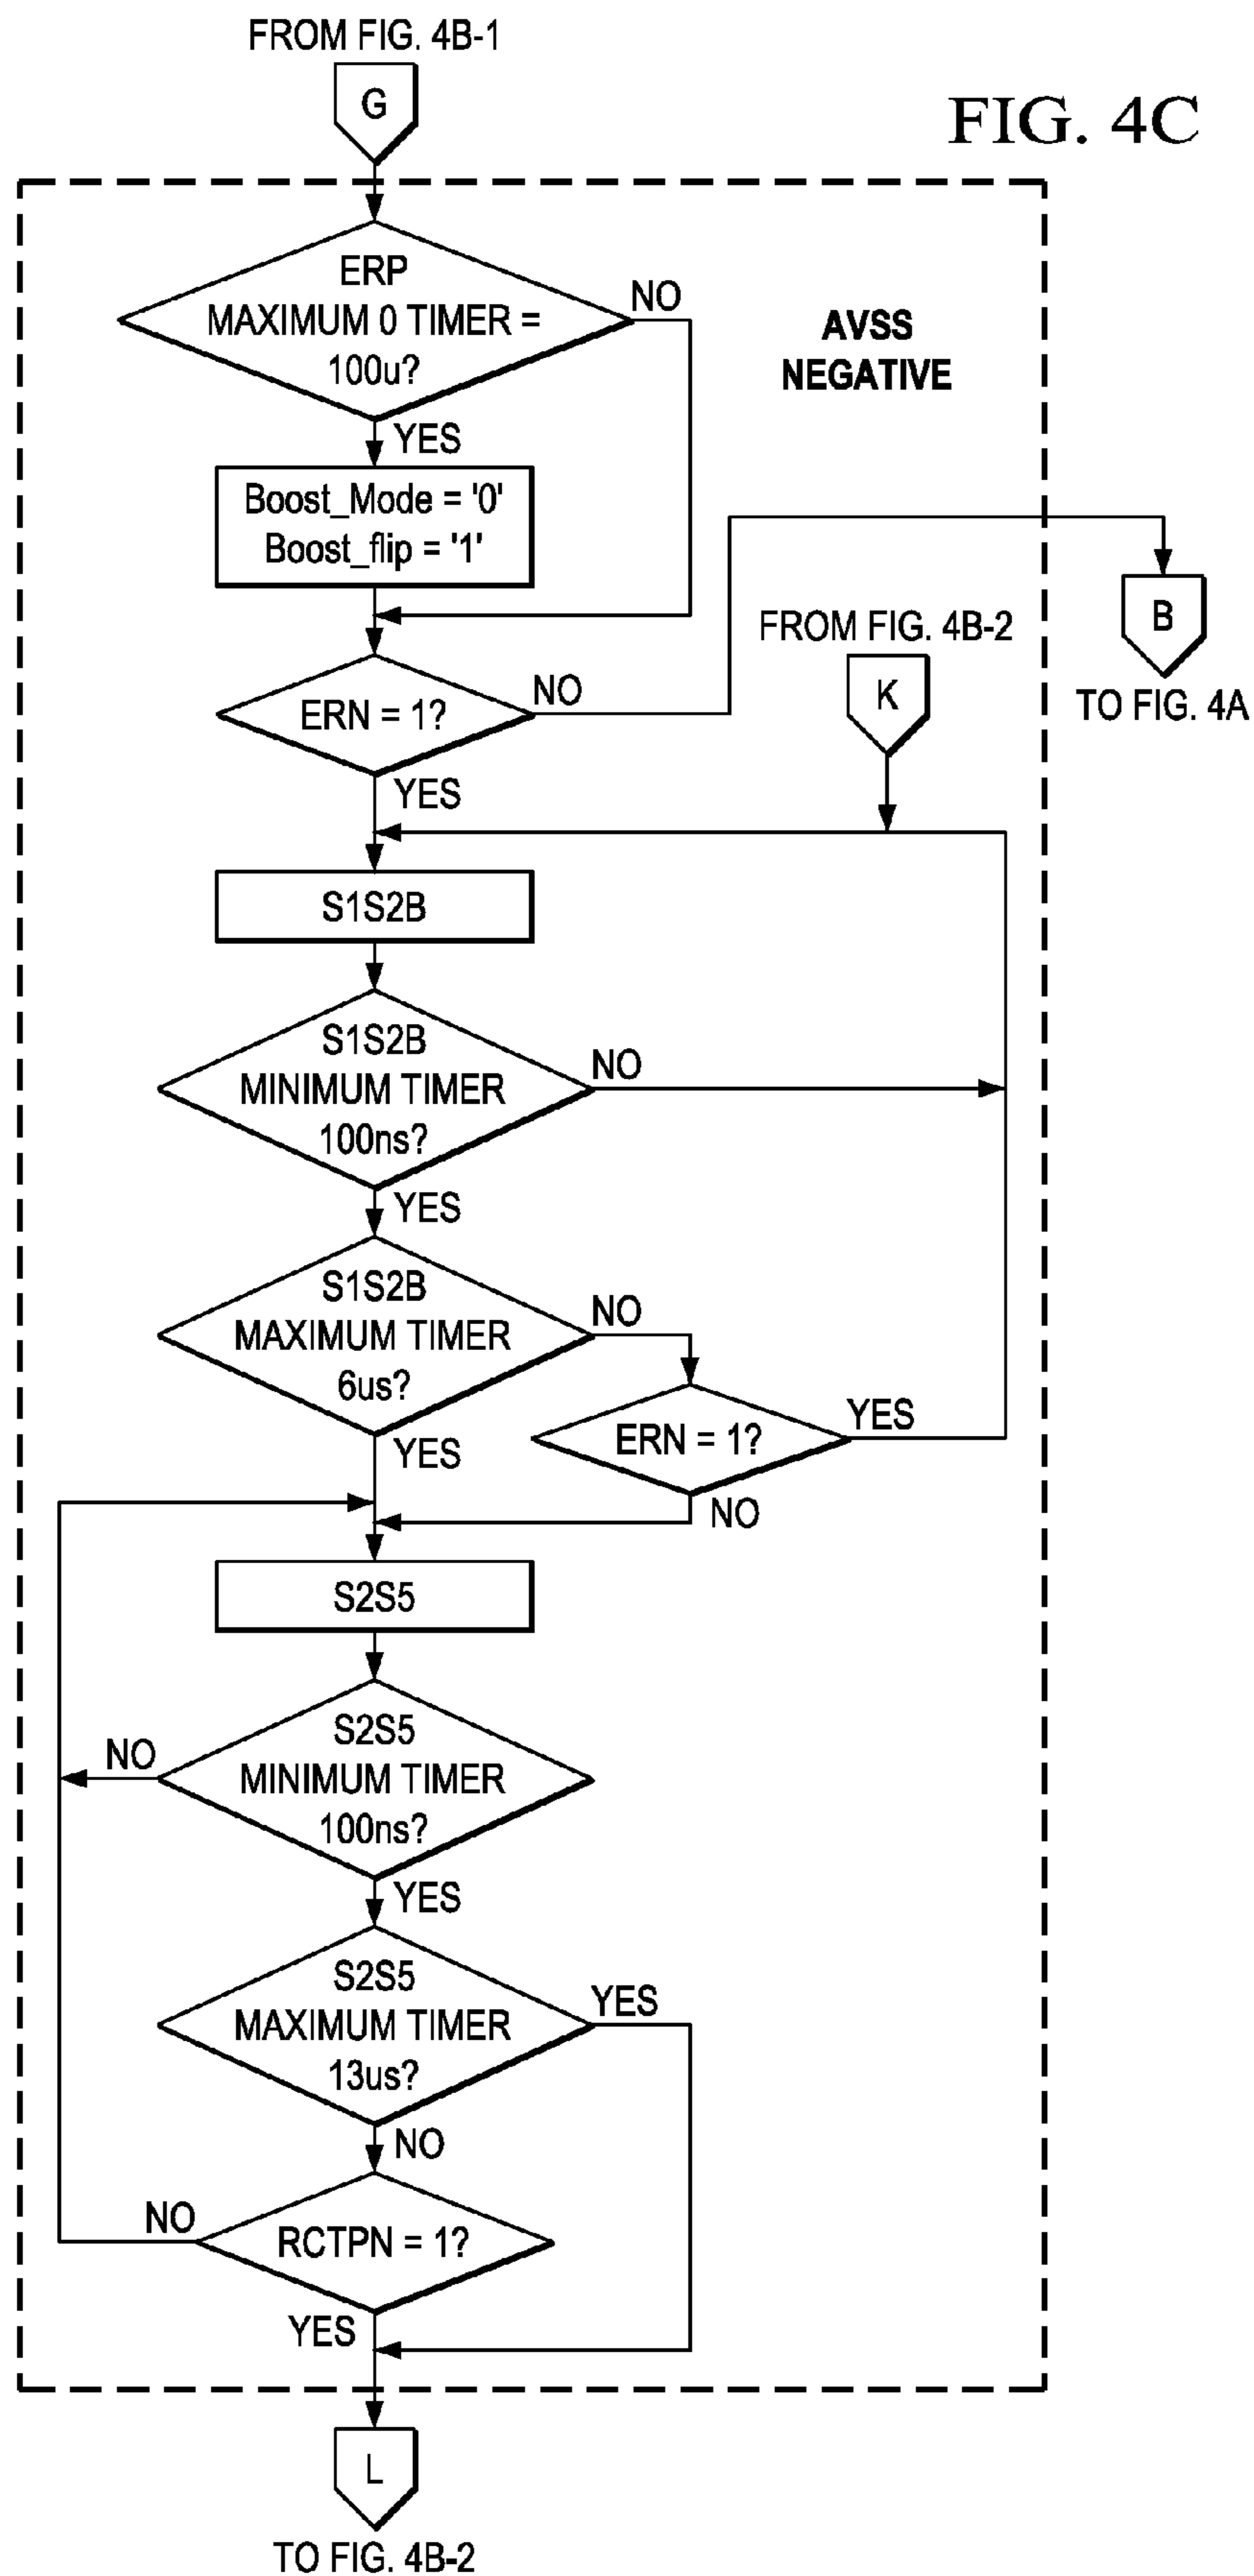 FROM FIG. 4B-1
G
FIG. 4C
ERP
MAXIMUM 0 TIMER =
100u?
NO
AVSS
NEGATIVE
YES
Boost_Mode = '0'
Boost_flip = '1'
B
TO FIG. 4A
FROM FIG. 4B-2
K
ERN = 1?
NO
YES
S1S2B
S1S2B
MINIMUM TIMER
100ns?
NO
YES
S1S2B
MAXIMUM TIMER
6us?
NO
YES
ERN = 1?
YES
NO
S2S5
S2S5
MINIMUM TIMER
100ns?
NO
YES
S2S5
MAXIMUM TIMER
13us?
YES
NO
RCTPN = 1?
NO
YES
L
TO FIG. 4B-2